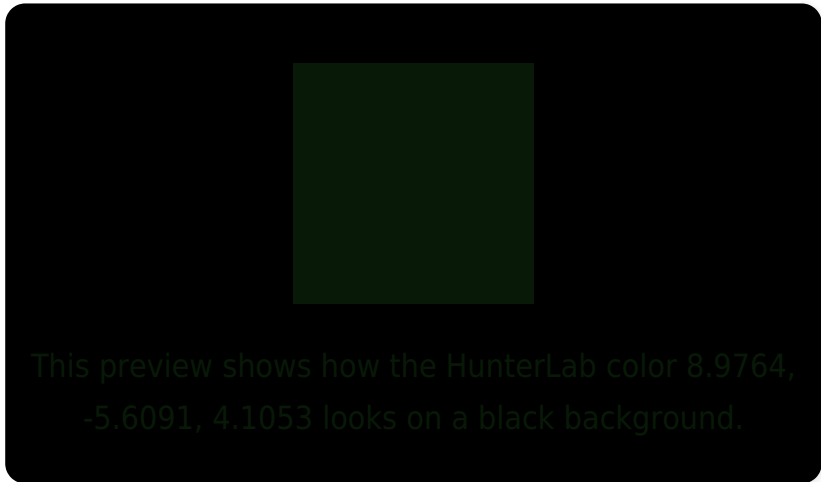 This preview shows how the HunterLab color 8.9764,
-5.6091, 4.1053 looks on a black background.